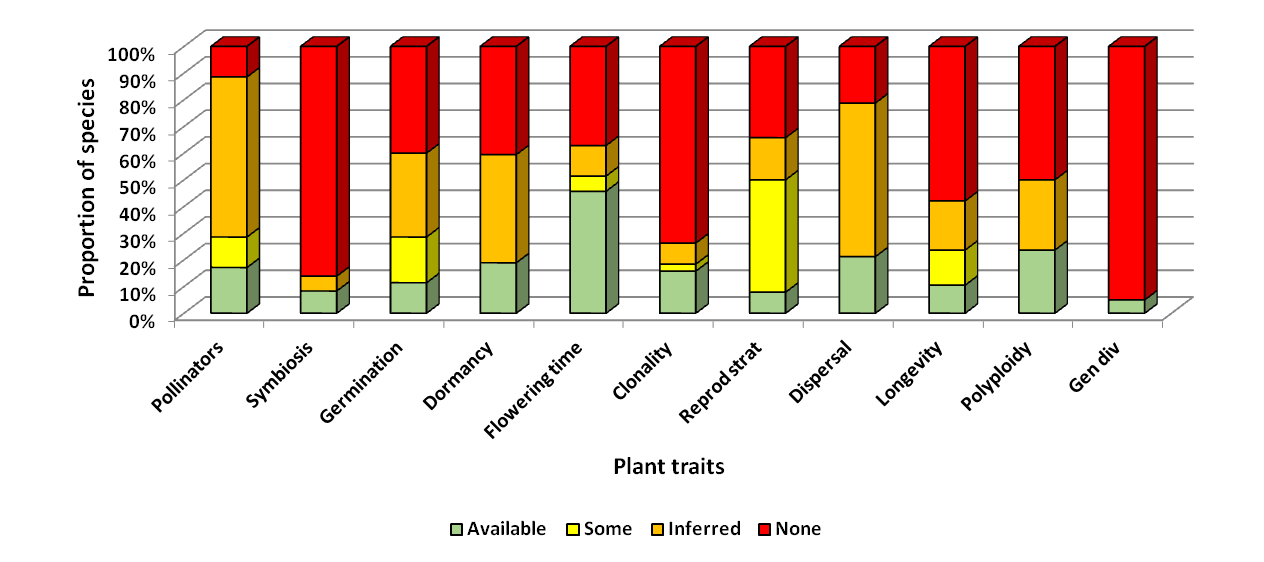 Proportion of species
100%
90%
80%
70%
60%
50%
40%
30%
20%
10%
0%
Pollinators
Symbiosis
Germination
Dormancy
Flowering time
Clonality
Reprod strat
Dispersal
Longevity
Polyploidy
Gen div
Plant traits
Available Some Inferred None